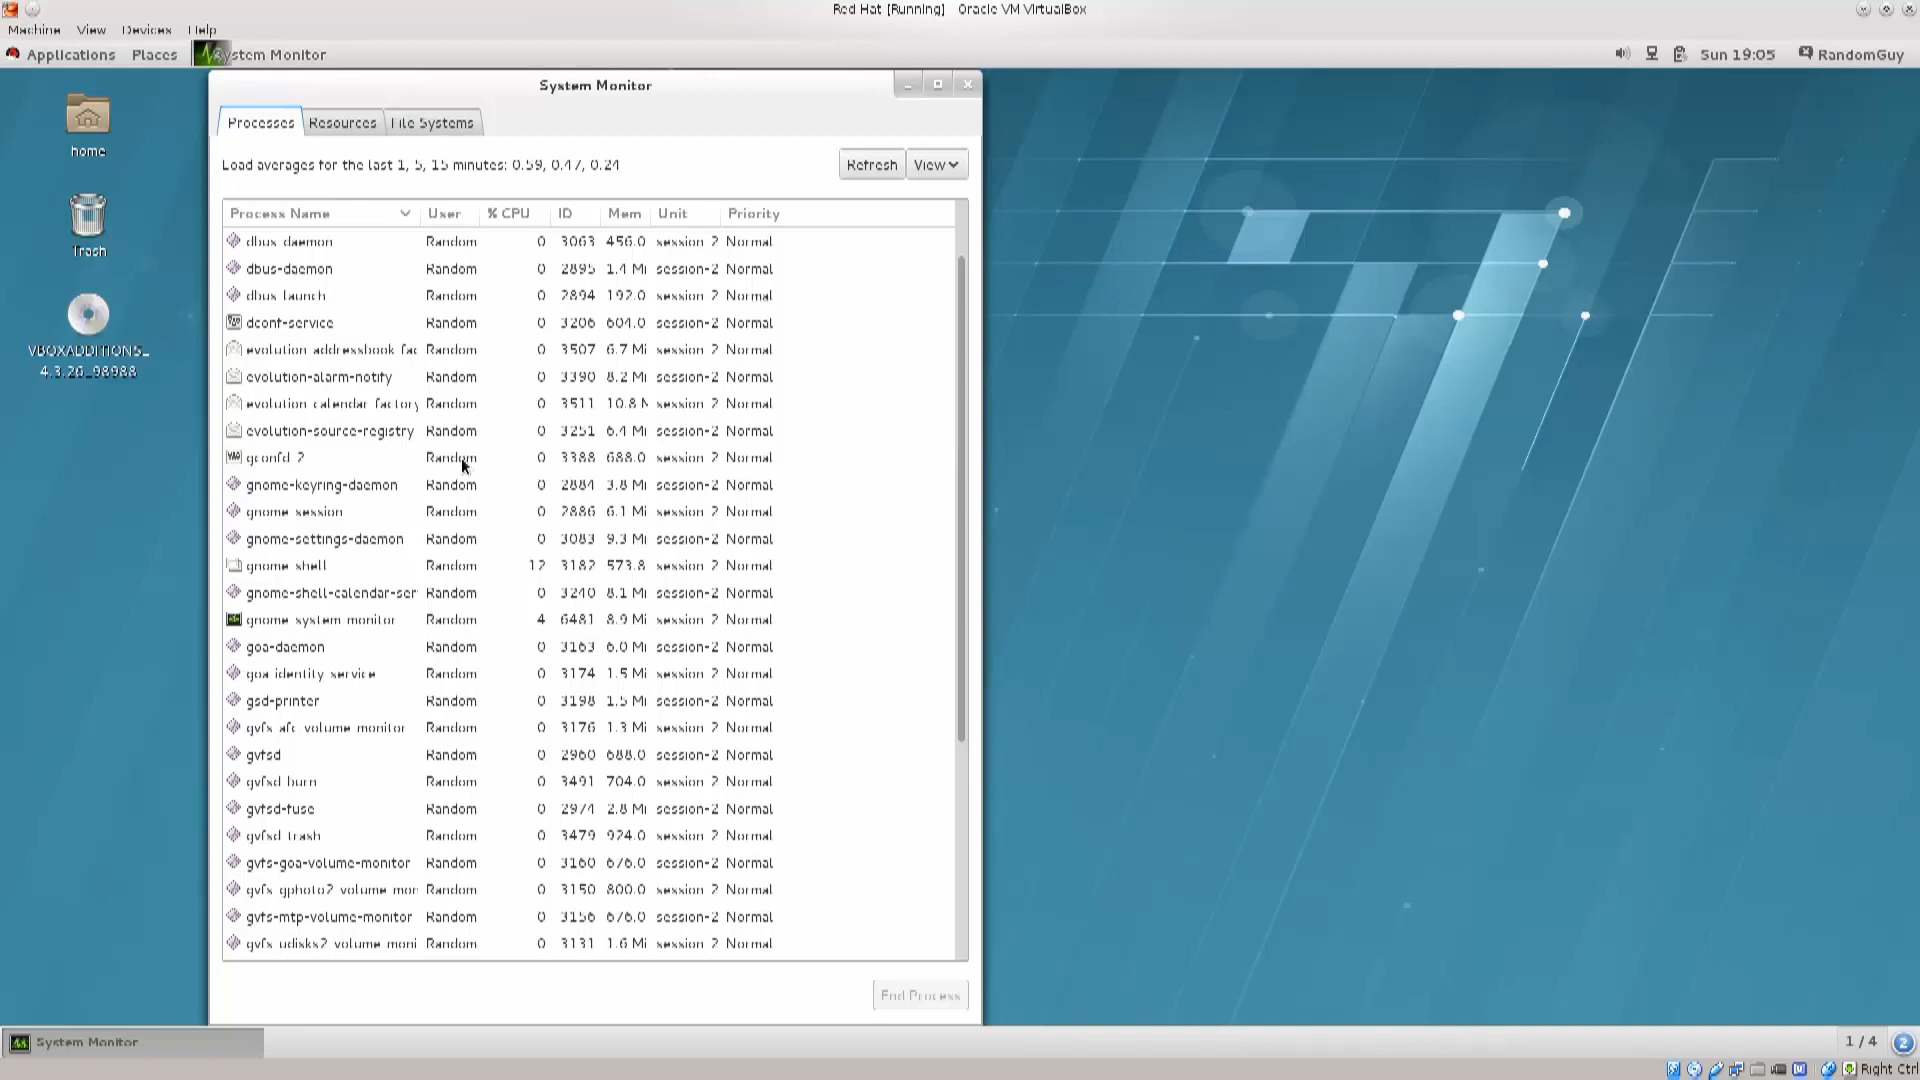 Red Hat [Running] Oracle VM VirtualBox
Machine View Devices Help
Applications Places System Monitor Sun 19:05 RandomGuy
System Monitor
home
Trash
VBOXADDITIONS_
4.3.26_98988
Processes Resources File Systems
Load averages for the last 1, 5, 15 minutes: 0.59, 0.47, 0.24
Refresh View
Process Name User % CPU ID Mem Unit Priority
dbus daemon Random 0 3063 456.0 session 2 Normal
dbus-daemon Random 0 2895 1.4 Mi session-2 Normal
dbus launch Random 0 2894 192.0 session 2 Normal
dconf-service Random 0 3206 604.0 session-2 Normal
evolution addressbook fac Random 0 3507 6.7 Mi session 2 Normal
evolution-alarm-notify Random 0 3390 8.2 Mi session-2 Normal
evolution calendar factory Random 0 3511 10.8 M session 2 Normal
evolution-source-registry Random 0 3251 6.4 Mi session-2 Normal
gconfd 2 Random 0 3388 688.0 session 2 Normal
gnome-keyring-daemon Random 0 2884 3.8 Mi session-2 Normal
gnome session Random 0 2886 6.1 Mi session 2 Normal
gnome-settings-daemon Random 0 3083 9.3 Mi session-2 Normal
gnome shell Random 12 3182 573.8 session 2 Normal
gnome-shell-calendar-ser Random 0 3240 8.1 Mi session-2 Normal
gnome system monitor Random 4 6481 8.9 Mi session 2 Normal
goa-daemon Random 0 3163 6.0 Mi session-2 Normal
goa identity service Random 0 3174 1.5 Mi session 2 Normal
gsd-printer Random 0 3198 1.5 Mi session-2 Normal
gvfs afc volume monitor Random 0 3176 1.3 Mi session 2 Normal
gvfsd Random 0 2960 688.0 session-2 Normal
gvfsd burn Random 0 3491 704.0 session 2 Normal
gvfsd-fuse Random 0 2974 2.8 Mi session-2 Normal
gvfsd trash Random 0 3479 924.0 session 2 Normal
gvfs-goa-volume-monitor Random 0 3160 676.0 session-2 Normal
gvfs gphoto2 volume mon Random 0 3150 800.0 session 2 Normal
gvfs-mtp-volume-monitor Random 0 3156 676.0 session-2 Normal
gvfs udisks2 volume moni Random 0 3131 1.6 Mi session 2 Normal
End Process
System Monitor 1 / 4 2
Right Ctrl